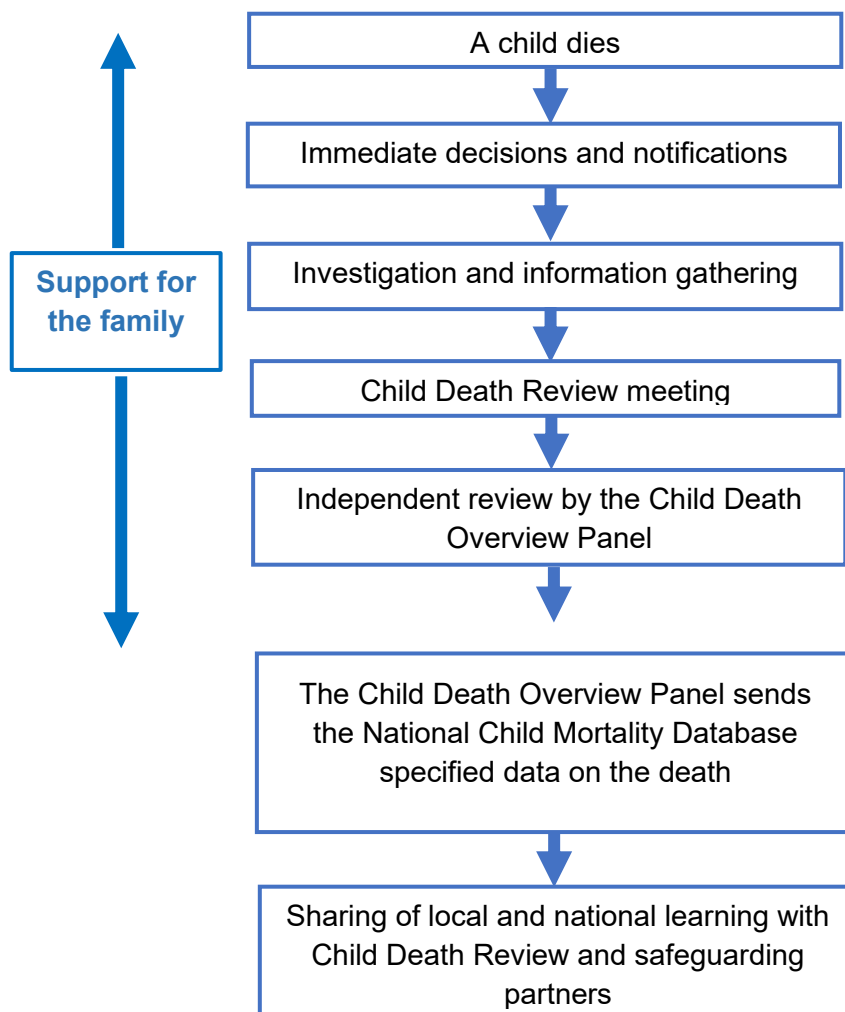 A child dies
Immediate decisions and notifications
Support for
the family
Investigation and information gathering
Child Death Review meeting
Independent review by the Child Death
Overview Panel
The Child Death Overview Panel sends
the National Child Mortality Database
specified data on the death
Sharing of local and national learning with
Child Death Review and safeguarding
partners